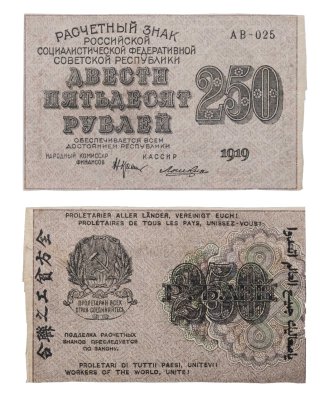 РАСЧЕТНЫЙ ЗНАК
РОССИЙСКОЙ
СОЦИАЛИСТИЧЕСКОЙ ФЕДЕРАТИВНОЙ
СОВЕТСКОЙ РЕСПУБЛИКИ
АВ-025
ДВЕСТИ
ПЯТЬДЕСЯТ
РУБЛЕЙ
250
ОБЕСПЕЧИВАЕТСЯ ВСЕМ
ДОСТОЯНИЕМ РЕСПУБЛИКИ
1919
НАРОДНЫЙ КОМИССАР
ФИНАНСОВ
КАССИР
PROLETARIER ALLER LÄNDER, VEREINIGT EUCH!
PROLÉTAIRES DE TOUS LES PAYS, UNISSEZ-VOUS!
ПРОЛЕТАРИИ ВСЕХ
СТРАН, СОЕДИНЯЙТЕСЬ!
250
РУБЛЕЙ
ПОДДЕЛКА РАСЧЕТНЫХ
ЗНАКОВ ПРЕСЛЕДУЕТСЯ
ПО ЗАКОНУ.
PROLETARI DI TUTTI PAESI, UNITEVI!
WORKERS OF THE WORLD, UNITE!